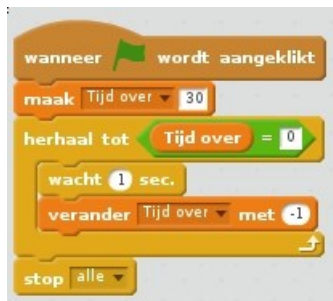 wanneer wordt aangeklikt
maak Tijd over 30
herhaal tot Tijd over = 0
wacht 1 sec.
verander Tijd over met -1
stop alle